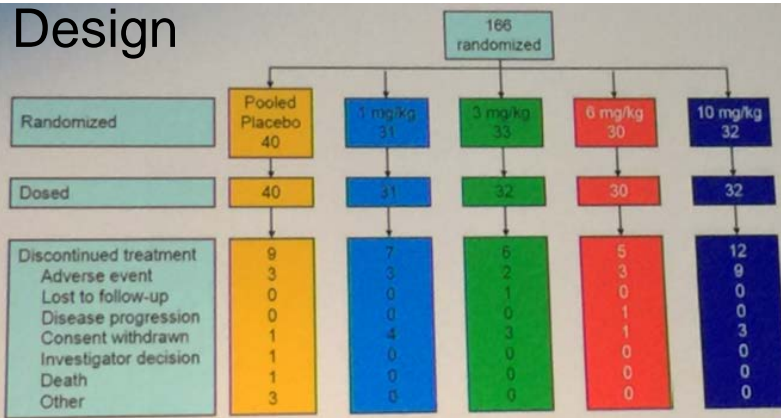 Design
166
randomized
Randomized
Pooled
Placebo
40
1 mg/kg
31
3 mg/kg
33
6 mg/kg
30
10 mg/kg
32
Dosed 40 31 32 30 32
Discontinued treatment 9 7 6 5 12
Adverse event 3 3 2 3 9
Lost to follow-up 0 0 1 0 0
Disease progression 0 0 0 1 0
Consent withdrawn 1 4 3 1 3
Investigator decision 1 0 0 0 0
Death 1 0 0 0 0
Other 3 0 0 0 0